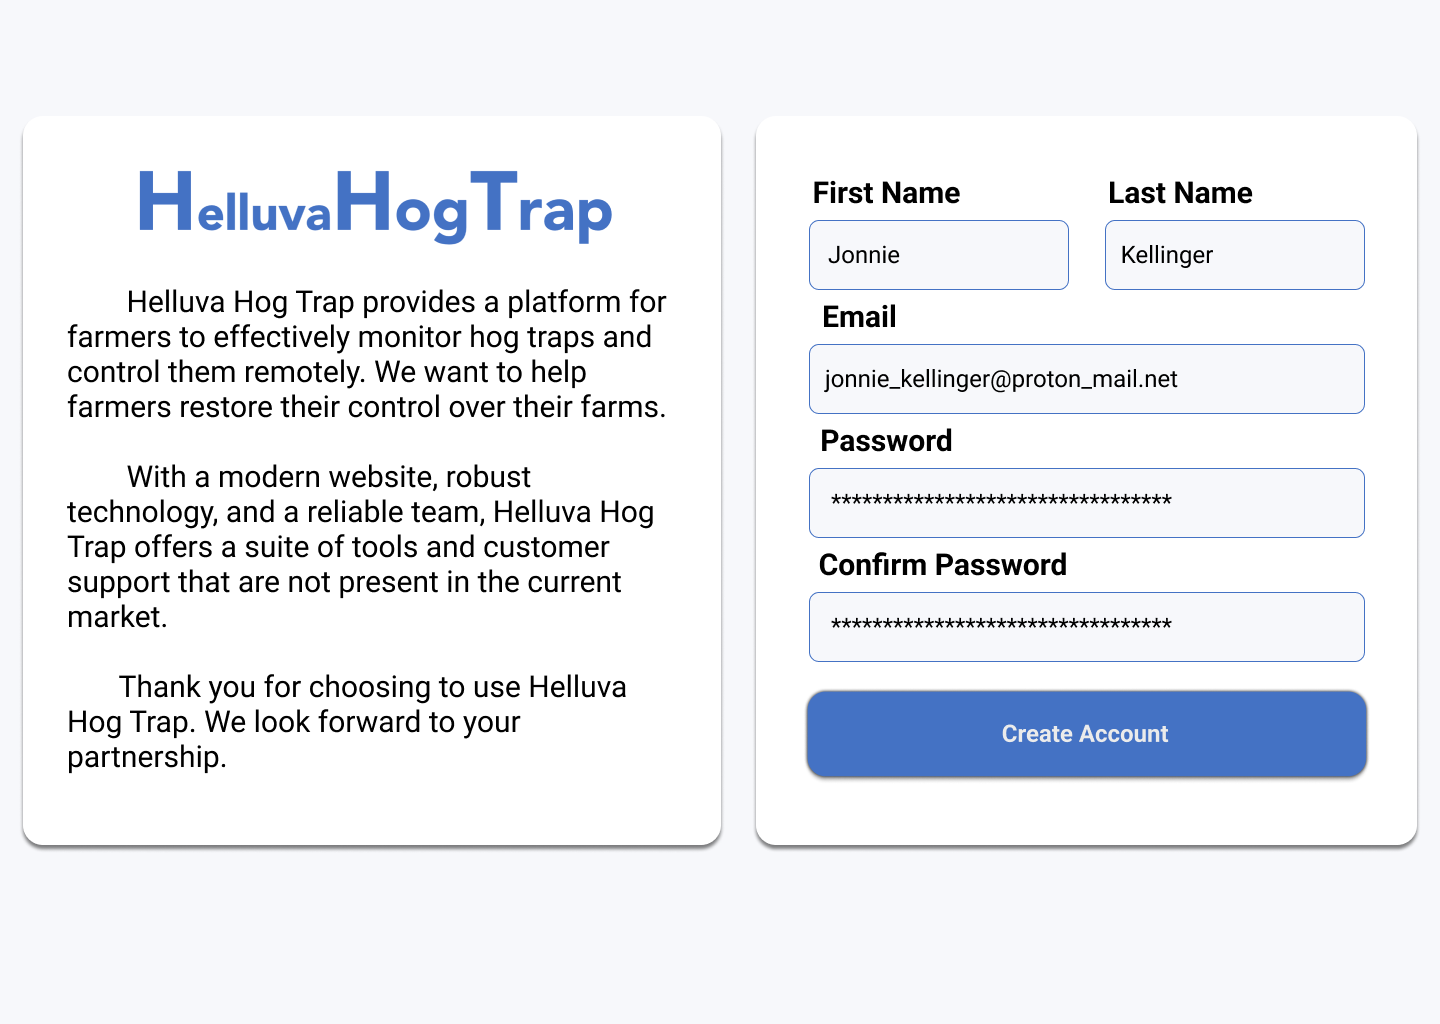 HelluvaHogTrap
Helluva Hog Trap provides a platform for
farmers to effectively monitor hog traps and
control them remotely. We want to help
farmers restore their control over their farms.
With a modern website, robust
technology, and a reliable team, Helluva Hog
Trap offers a suite of tools and customer
support that are not present in the current
market.
Thank you for choosing to use Helluva
Hog Trap. We look forward to your
partnership.
First Name
Last Name
Jonnie
Kellinger
Email
jonnie_kellinger@proton_mail.net
Password
*********************************
Confirm Password
*********************************
Create Account